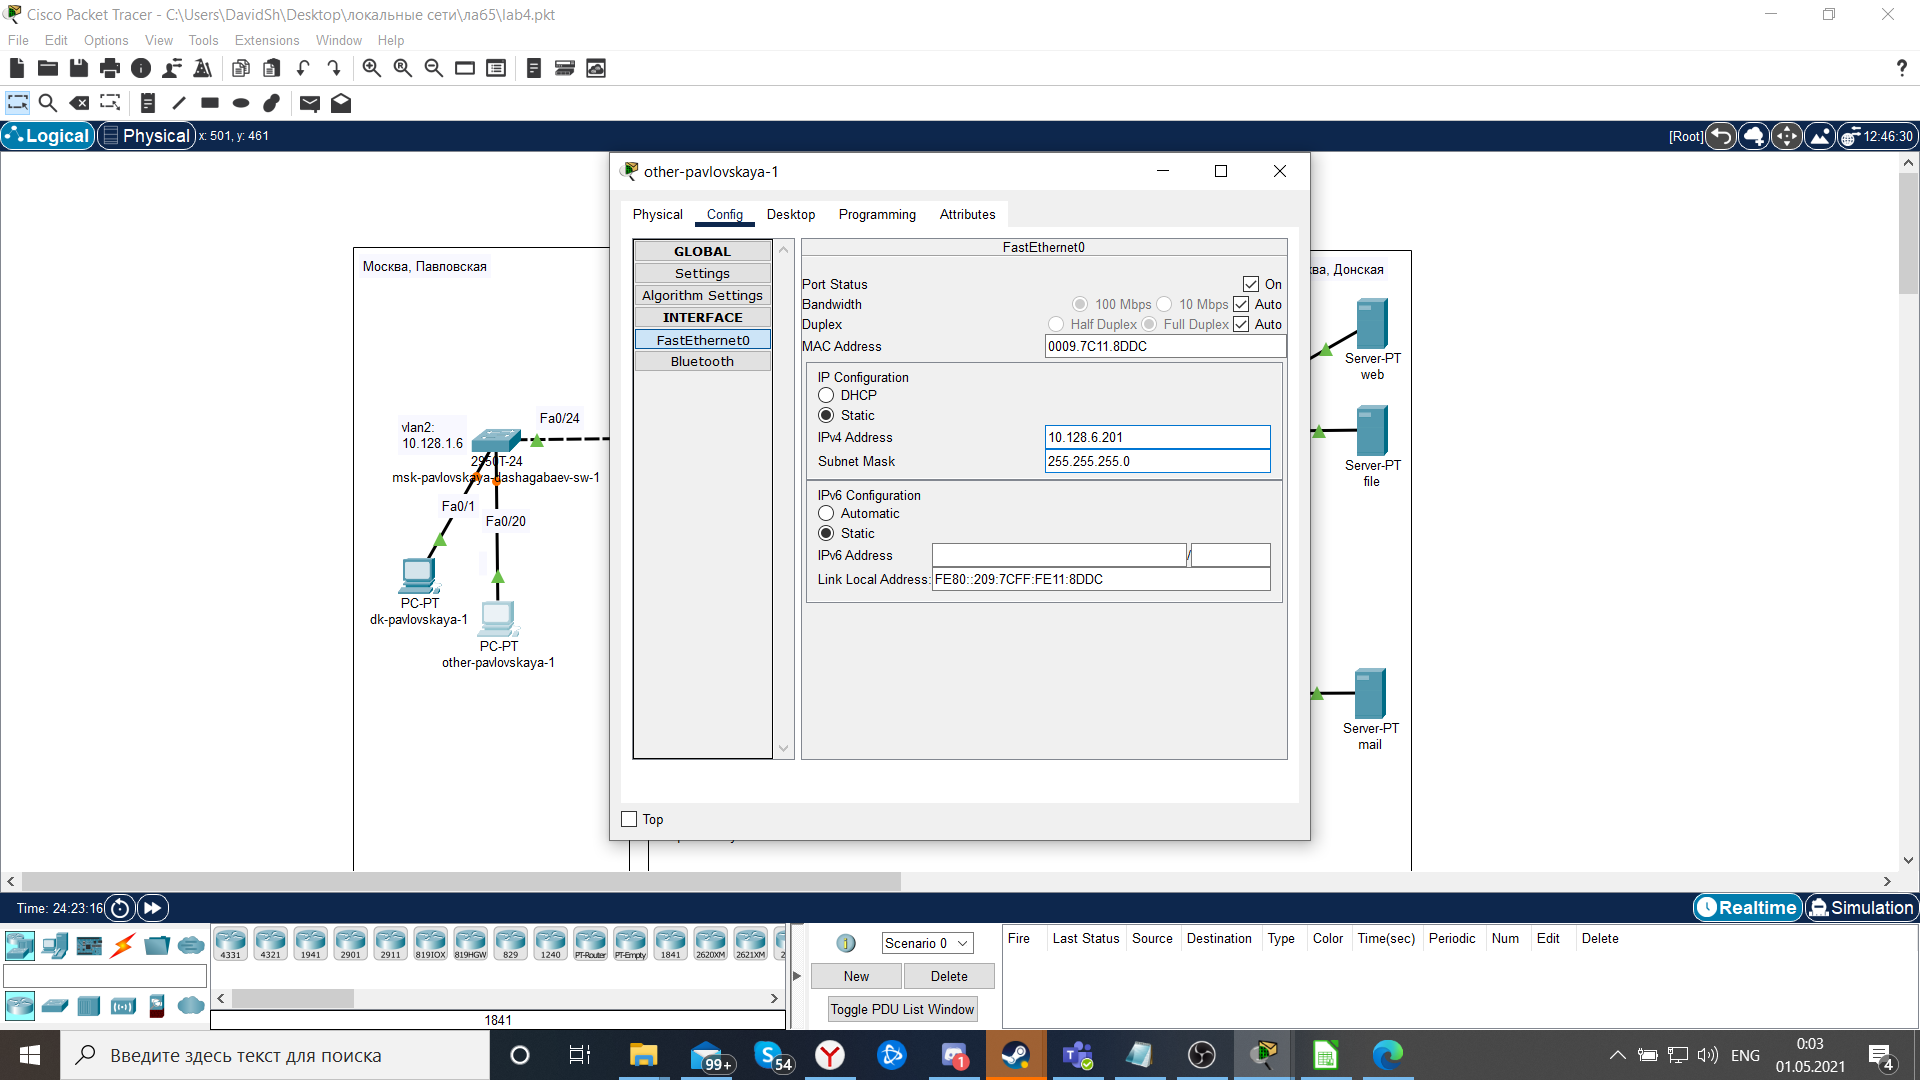 Cisco Packet Tracer - C:\Users\DavidSh\Desktop\локальные сети\ла65\lab4.pkt
File Edit Options View Tools Extensions Window Help
?
Logical Physical x: 501, y: 461
[Root] 12:46:30
Москва, Павловская
vlan2:
10.128.1.6
Fa0/24
2950T-24
msk-pavlovskaya-dashagabaev-sw-1
Fa0/1
Fa0/20
PC-PT
dk-pavlovskaya-1
PC-PT
other-pavlovskaya-1
other-pavlovskaya-1
Physical Config Desktop Programming Attributes
GLOBAL
Settings
Algorithm Settings
INTERFACE
FastEthernet0
Bluetooth
FastEthernet0
Port Status On
Bandwidth 100 Mbps 10 Mbps Auto
Duplex Half Duplex Full Duplex Auto
MAC Address 0009.7C11.8DDC
IP Configuration
DHCP
Static
IPv4 Address 10.128.6.201
Subnet Mask 255.255.255.0
IPv6 Configuration
Automatic
Static
IPv6 Address /
Link Local Address: FE80::209:7CFF:FE11:8DDC
Top
ва, Донская
Server-PT
web
Server-PT
file
Server-PT
mail
Time: 24:23:16
Realtime Simulation
4331 4321 1941 2901 2911 819IOX 819HGW 829 1240 PT-Router PT-Empty 1841 2620XM 2621XM 2
1841
1 Scenario 0
New Delete
Toggle PDU List Window
Fire Last Status Source Destination Type Color Time(sec) Periodic Num Edit Delete
Введите здесь текст для поиска
99+ 54 1
ENG
0:03
01.05.2021
4